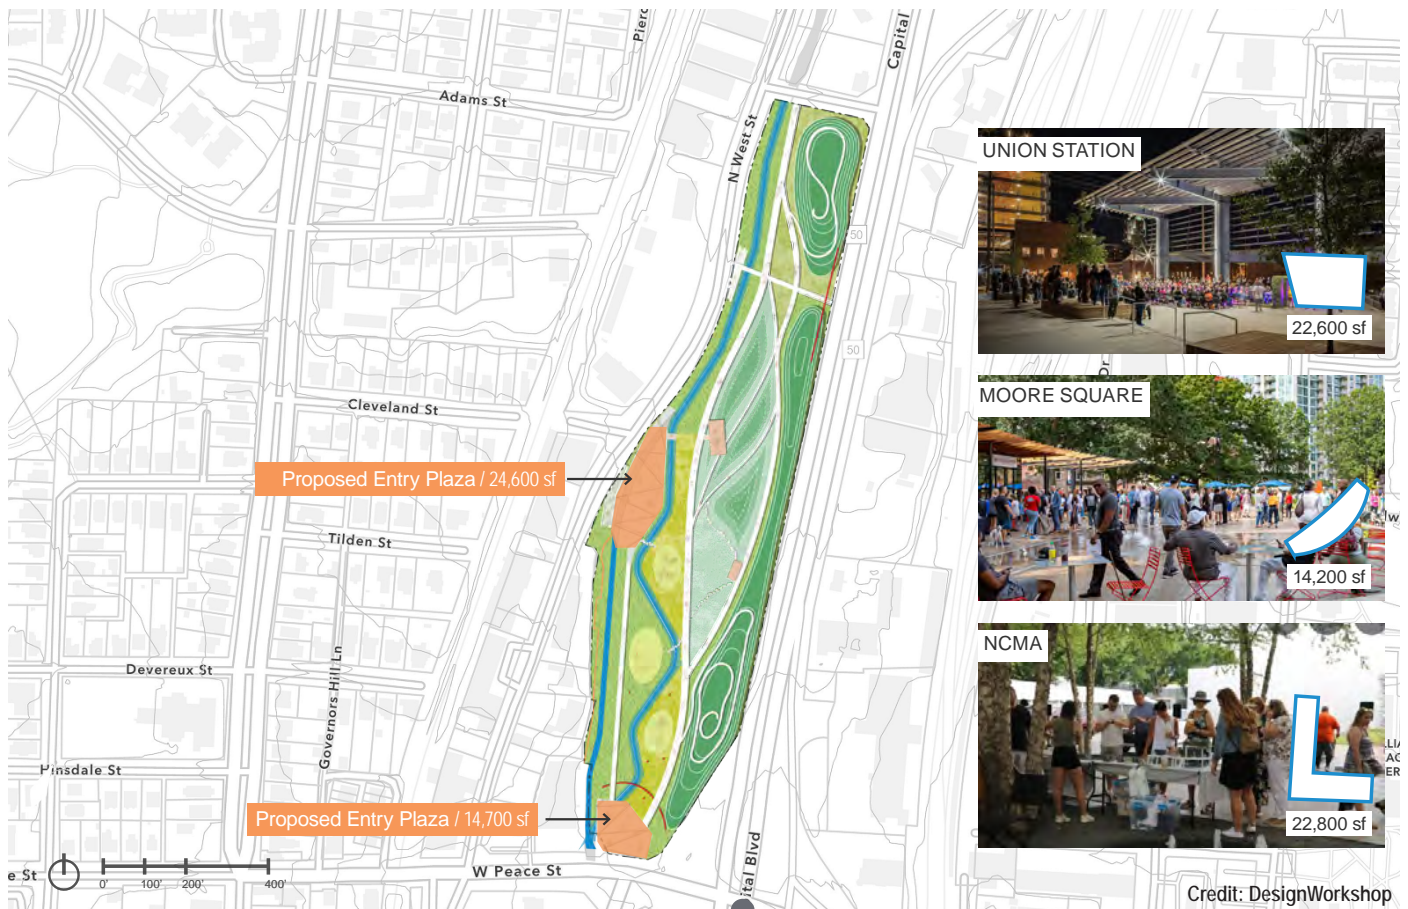 Adams St
N West St
Capital
50
50
Cleveland St
Proposed Entry Plaza / 24,600 sf
Tilden St
Devereux St
Governors Hill Ln
Pinsdale St
Proposed Entry Plaza / 14,700 sf
W Peace St
ital Blvd
e St
0'
100'
200'
400'
UNION STATION
22,600 sf
Dr
MOORE SQUARE
14,200 sf
NCMA
22,800 sf
Credit: DesignWorkshop